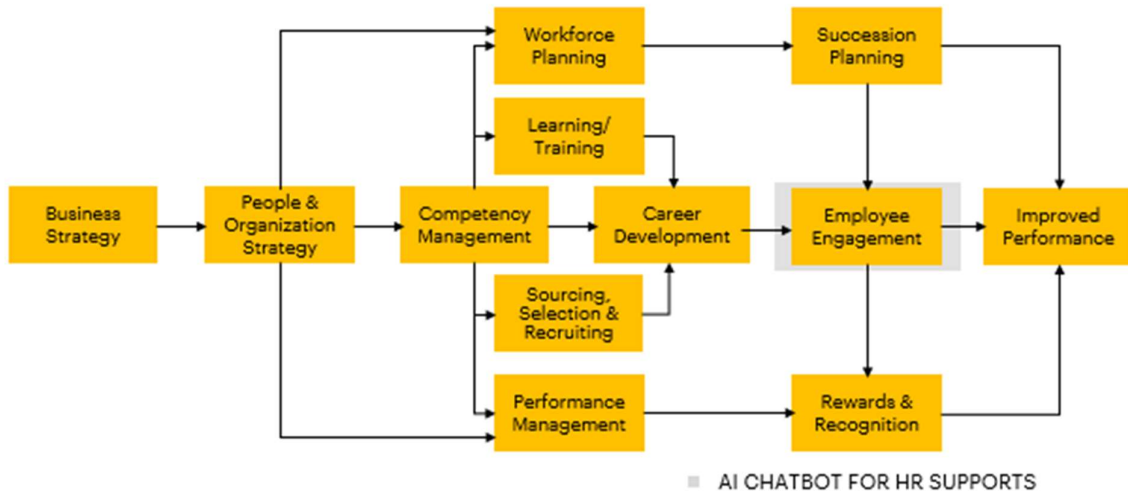 Workforce
Planning
Succession
Planning
Learning/
Training
Business
Strategy
People &
Organization
Strategy
Competency
Management
Career
Development
Employee
Engagement
Improved
Performance
Sourcing,
Selection &
Recruiting
Performance
Management
Rewards &
Recognition
AI CHATBOT FOR HR SUPPORTS